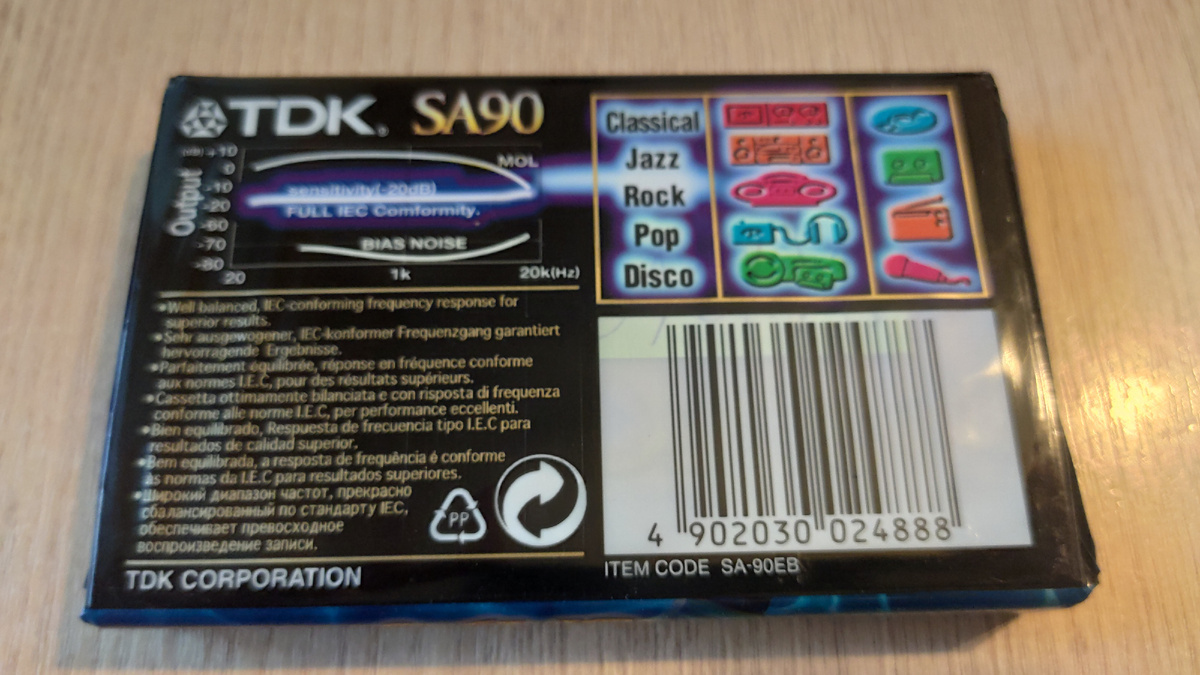 TDK® SA90
(dB) +10
0
-10
-20
-60
-70
-80
Output
MOL
sensitivity(-20dB)
FULL IEC Comformity.
BIAS NOISE
20 1k 20k(Hz)
Classical
Jazz
Rock
Pop
Disco
•Well balanced, IEC-conforming frequency response for
superior results.
•Sehr ausgewogener, IEC-konformer Frequenzgang garantiert
hervorragende Ergebnisse.
•Parfaitement équilibrée, réponse en fréquence conforme
aux normes I.E.C, pour des résultats supérieurs.
•Cassetta ottimamente bilanciata e con risposta di frequenza
conforme alle norme I.E.C, per performance eccellenti.
•Bien equilibrado, Respuesta de frecuencia tipo I.E.C para
resultados de calidad superior.
•Bem equilibrada, a resposta de frequência é conforme
as normas da I.E.C para resultados superiores.
•Широкий диапазон частот, прекрасно
сбалансированный по стандарту IEC,
обеспечивает превосходное
воспроизведение записи.
PP
TDK CORPORATION
4 902030 024888
ITEM CODE SA-90EB